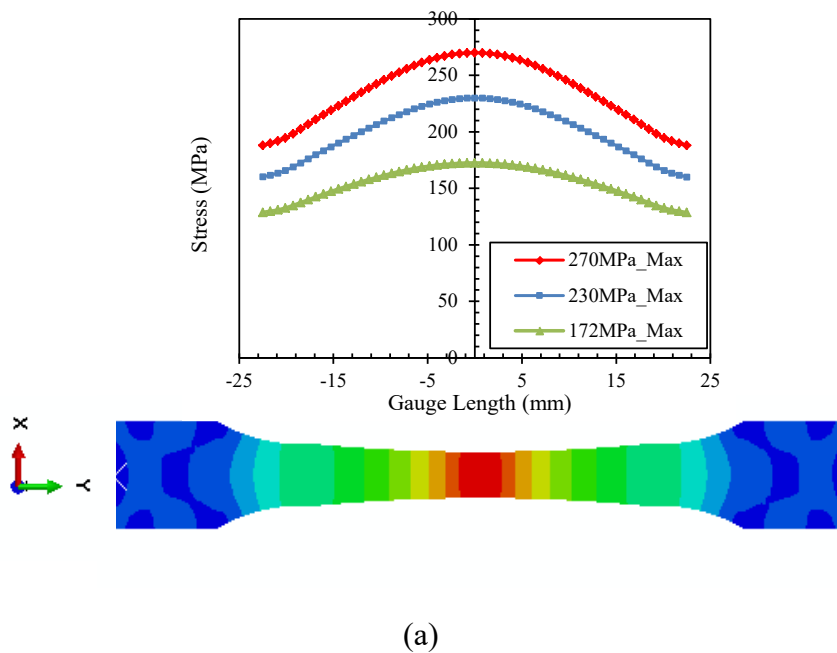 300
250
200
150
100
50
0
Stress (MPa)
270MPa_Max
230MPa_Max
172MPa_Max
-25 -15 -5 5 15 25
Gauge Length (mm)
X
Y
(a)